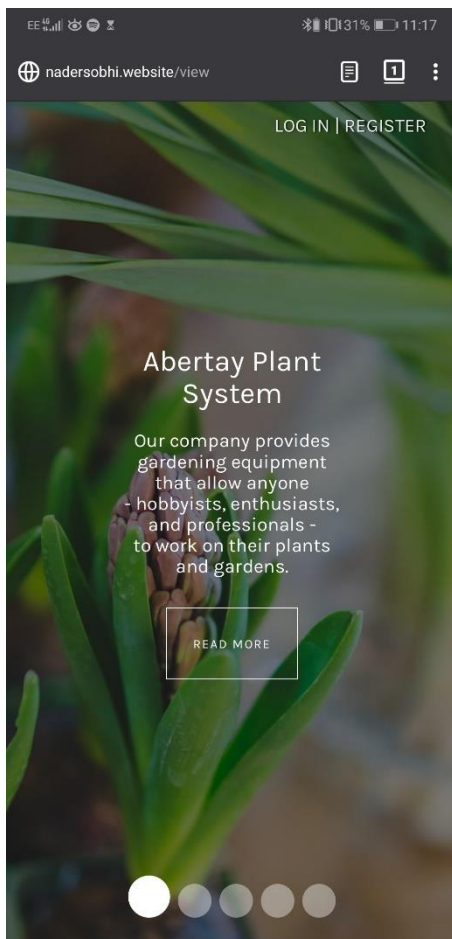 EE 4G 31% 11:17
nadersobhi.website/view 1
LOG IN | REGISTER
Abertay Plant
System
Our company provides
gardening equipment
that allow anyone
- hobbyists, enthusiasts,
and professionals -
to work on their plants
and gardens.
READ MORE